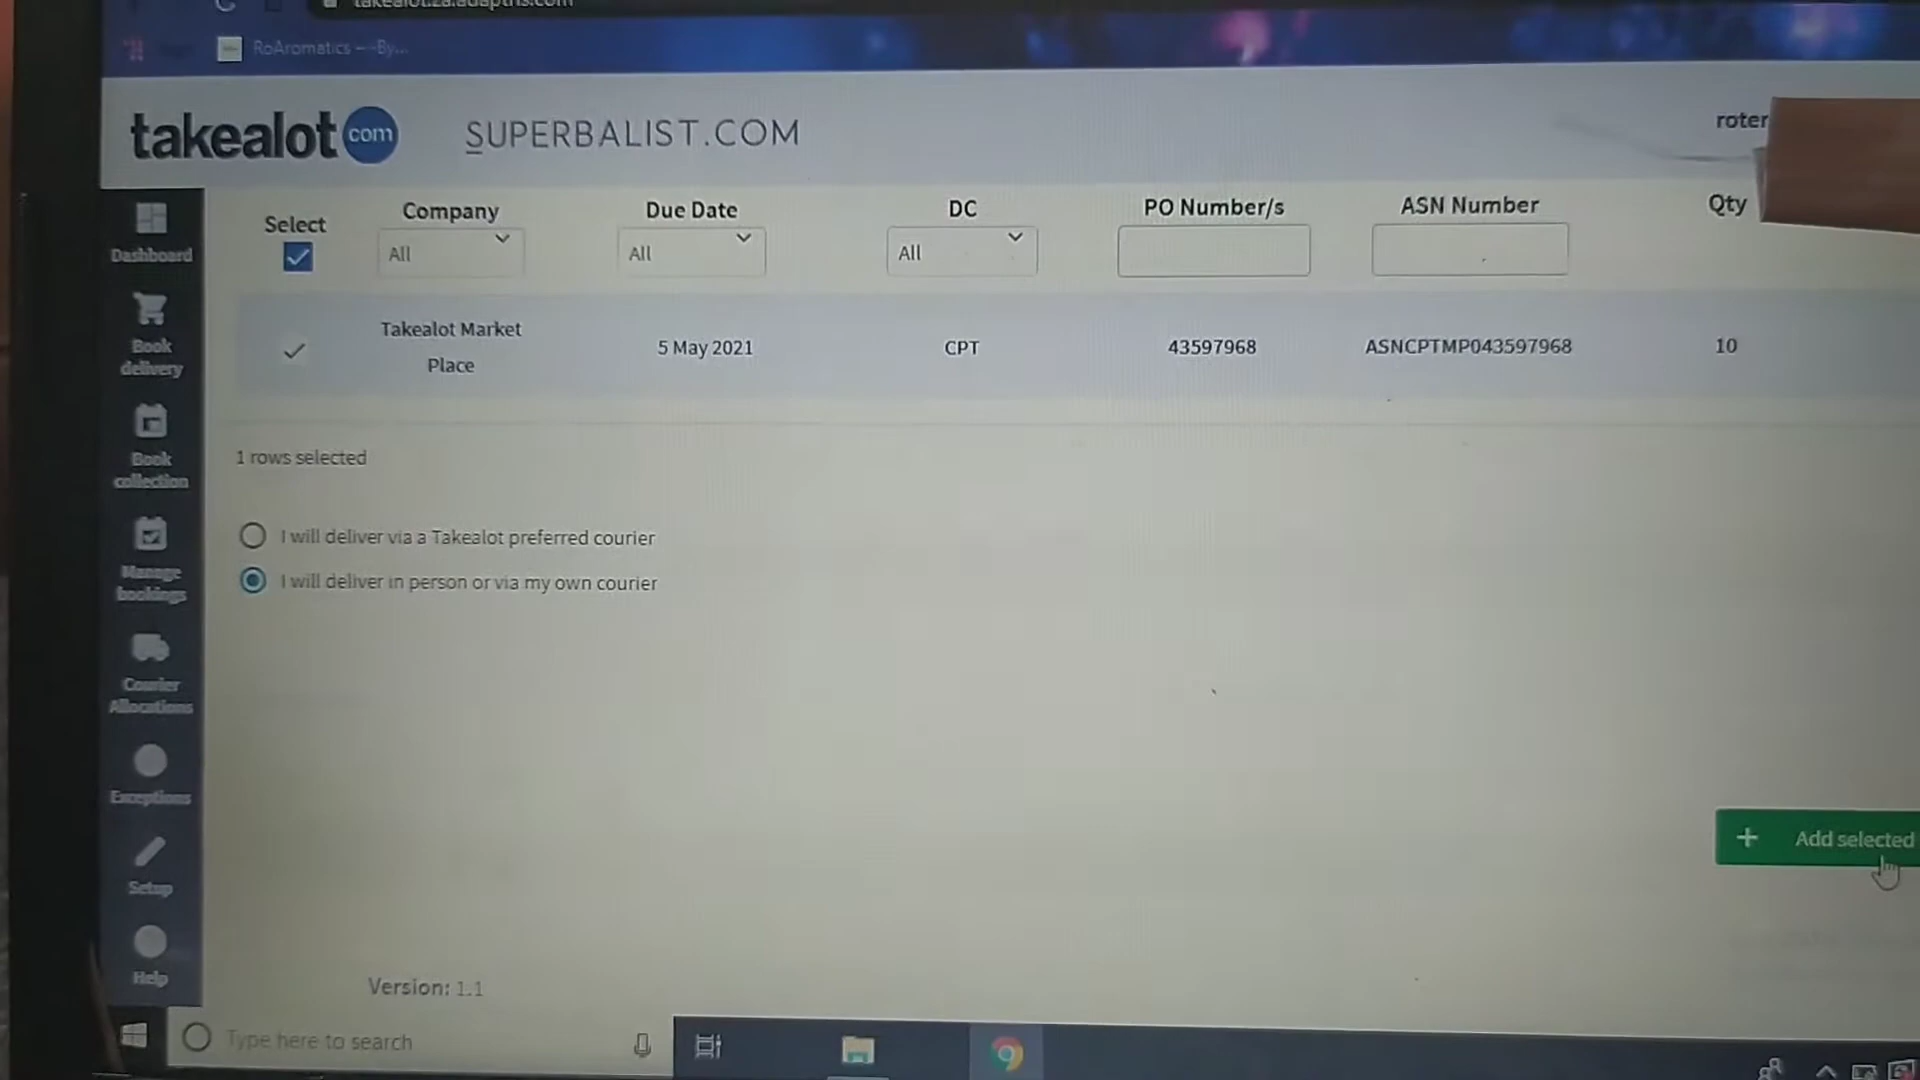 RoAromatics – By...
takealot com
SUPERBALIST.COM
roter
Select
Company
Due Date
DC
PO Number/s
ASN Number
Qty
All
All
All
Takealot Market
Place
5 May 2021
CPT
43597968
ASNCPTMP043597968
10
1 rows selected
I will deliver via a Takealot preferred courier
I will deliver in person or via my own courier
Dashboard
Book
delivery
Book
collection
Manage
bookings
Courier
Allocations
Exceptions
Setup
Help
+ Add selected
Version: 1.1
Type here to search